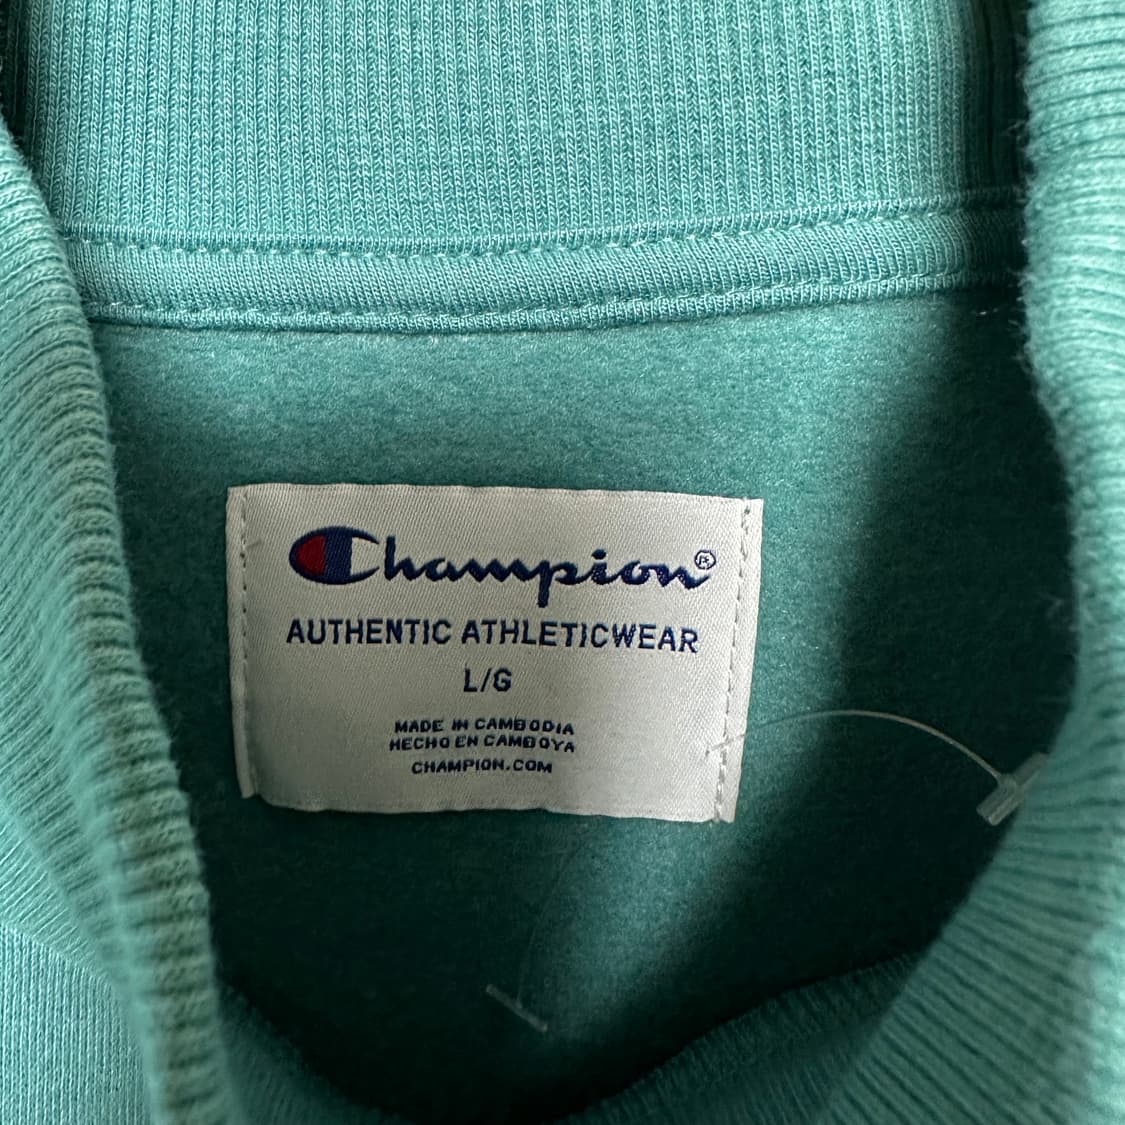 Champion®
AUTHENTIC ATHLETICWEAR
L/G
MADE IN CAMBODIA
HECHO EN CAMBOYA
CHAMPION.COM